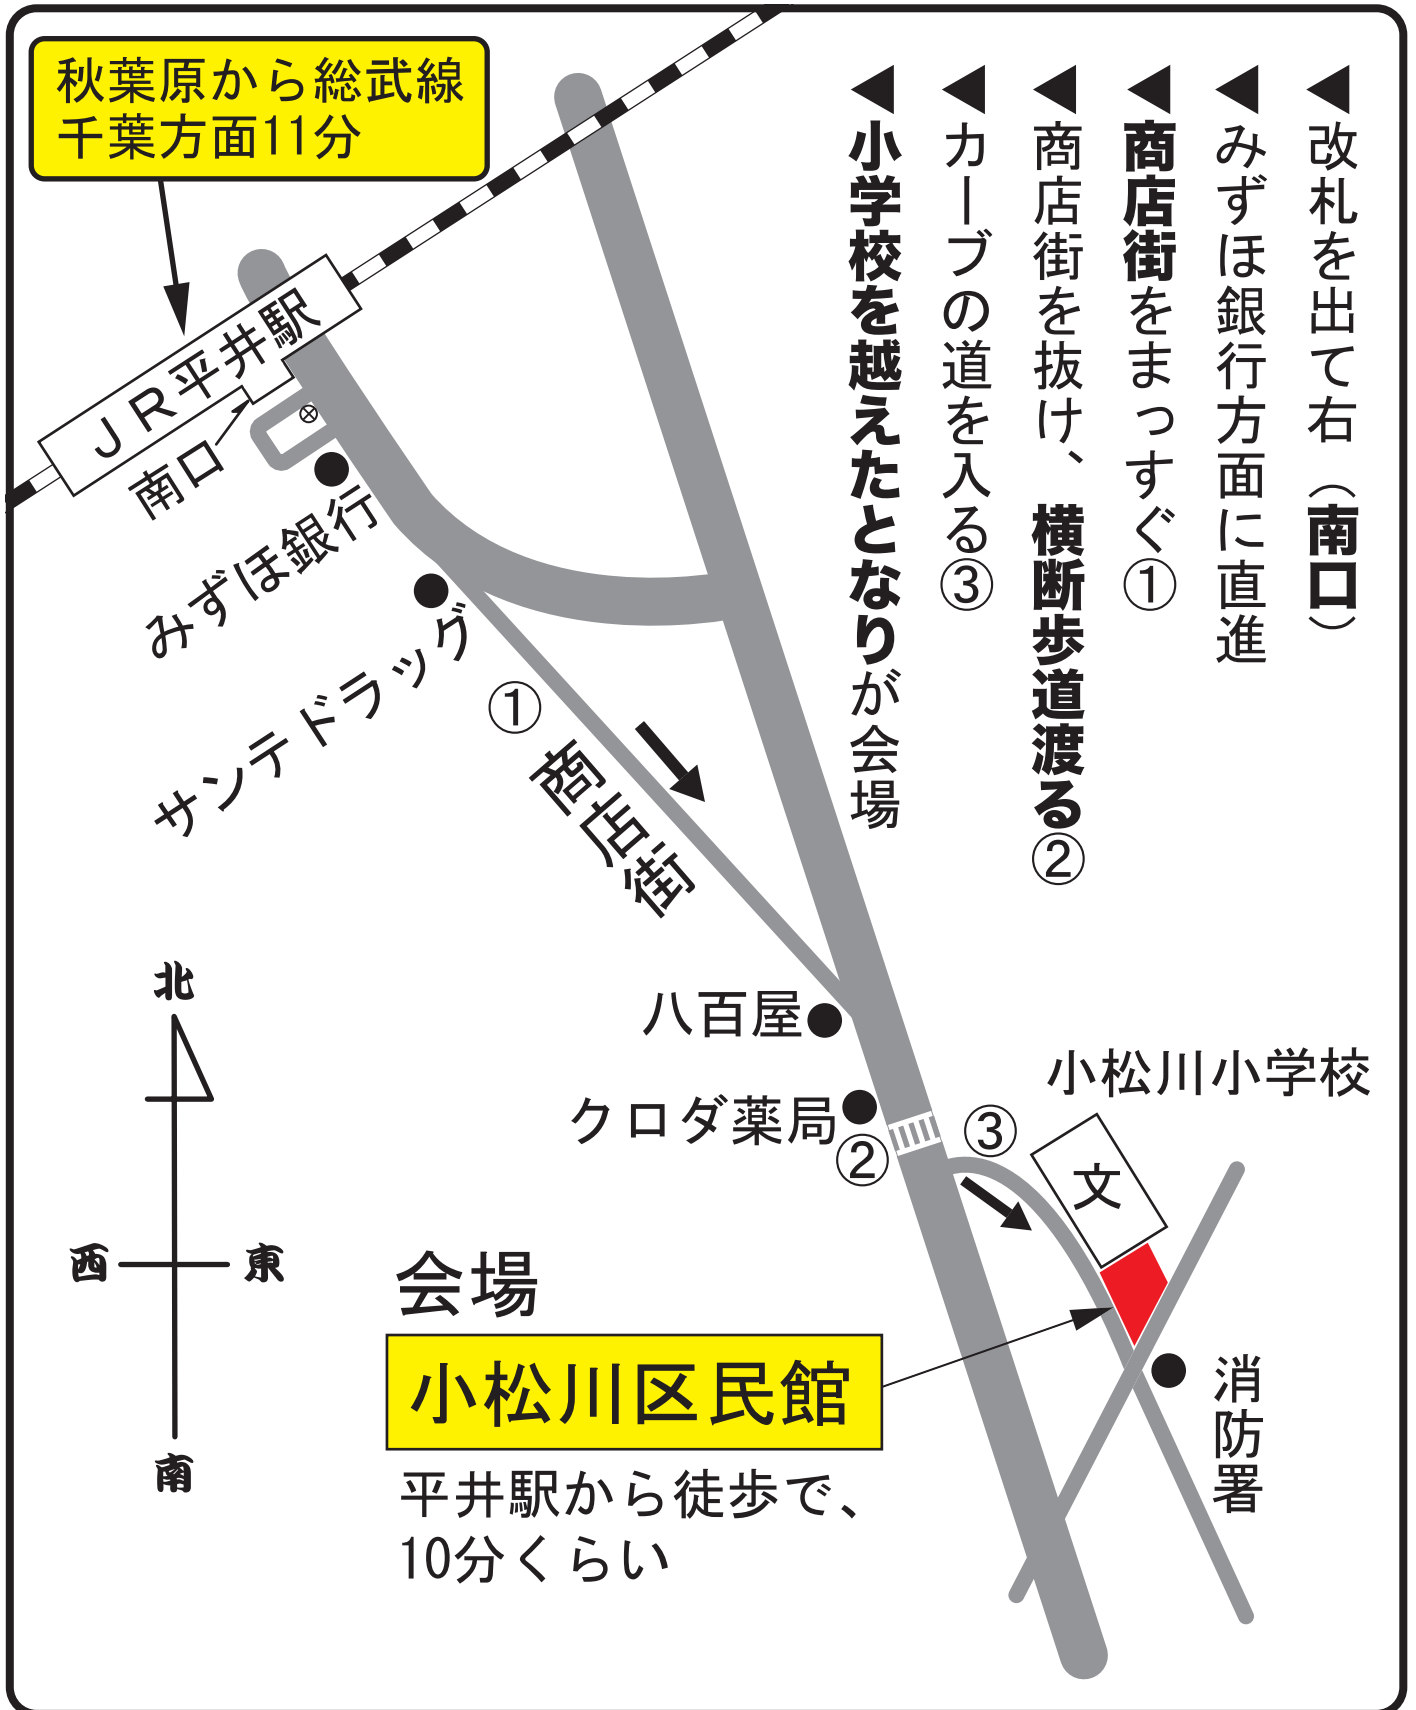 秋葉原から総武線
千葉方面11分
◀改札を出て右（南口）
◀みずほ銀行方面に直進
◀商店街をまっすぐ①
◀商店街を抜け、横断歩道渡る②
◀カーブの道を入る③
◀小学校を越えたとなりが会場
ＪＲ平井駅
南口
みずほ銀行
サンテドラッグ
①
商店街
八百屋
クロダ薬局
②
③
小松川小学校
文
北
西
東
南
会場
小松川区民館
平井駅から徒歩で、
10分くらい
消防署